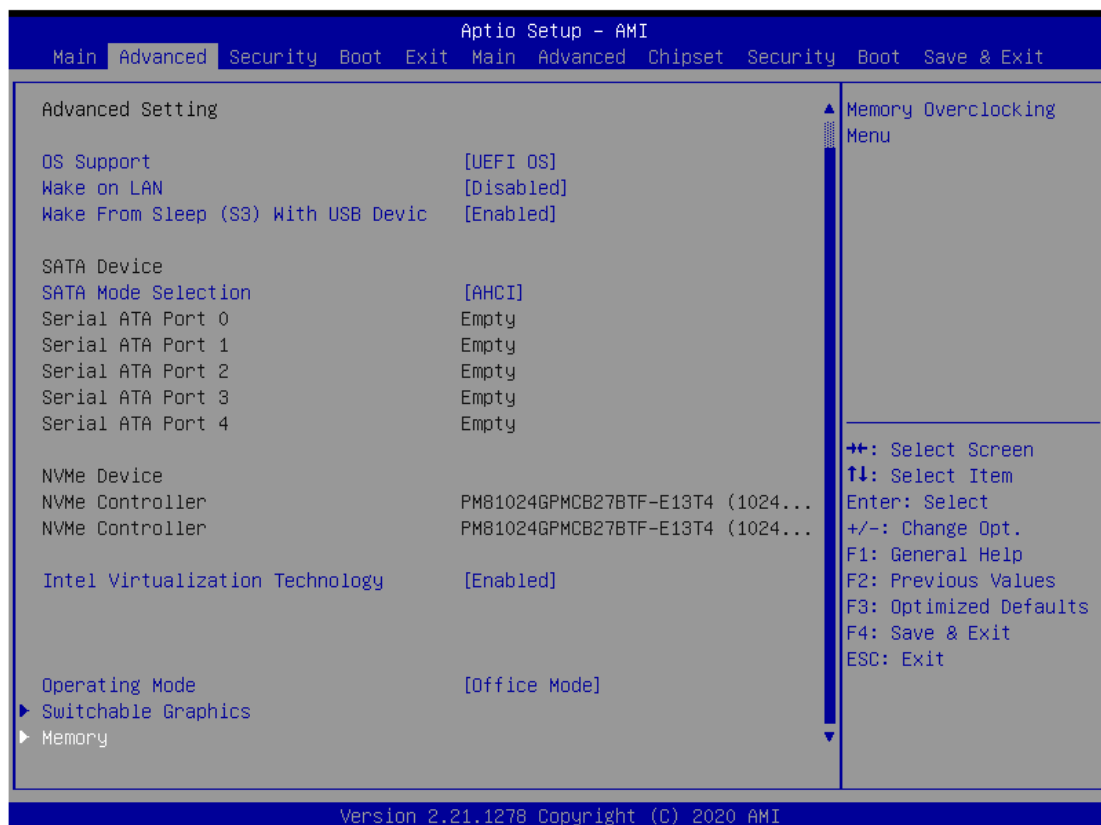 Aptio Setup – AMI
Main Advanced Security Boot Exit Main Advanced Chipset Security Boot Save & Exit
Advanced Setting
OS Support [UEFI OS]
Wake on LAN [Disabled]
Wake From Sleep (S3) With USB Devic [Enabled]
SATA Device
SATA Mode Selection [AHCI]
Serial ATA Port 0 Empty
Serial ATA Port 1 Empty
Serial ATA Port 2 Empty
Serial ATA Port 3 Empty
Serial ATA Port 4 Empty
NVMe Device
NVMe Controller PM81024GPMCB27BTF-E13T4 (1024...
NVMe Controller PM81024GPMCB27BTF-E13T4 (1024...
Intel Virtualization Technology [Enabled]
Operating Mode [Office Mode]
Switchable Graphics
Memory
Memory Overclocking
Menu
→←: Select Screen
↑↓: Select Item
Enter: Select
+/-: Change Opt.
F1: General Help
F2: Previous Values
F3: Optimized Defaults
F4: Save & Exit
ESC: Exit
Version 2.21.1278 Copyright (C) 2020 AMI